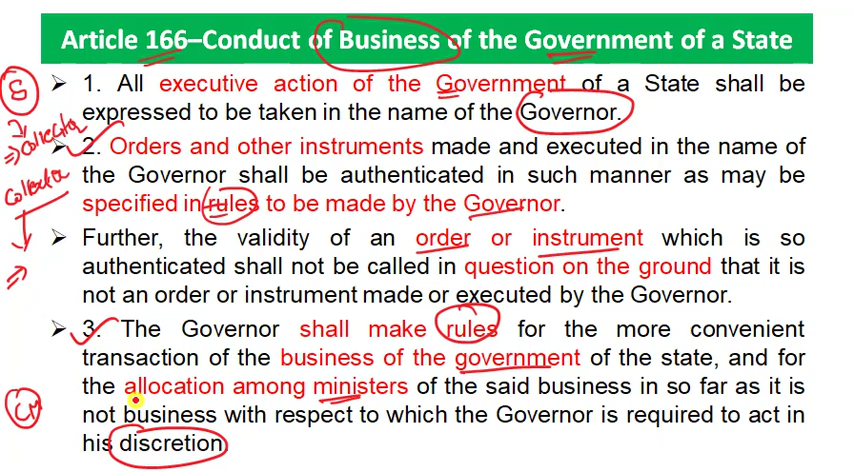 Article 166–Conduct of Business of the Government of a State
➢ 1. All executive action of the Government of a State shall be
expressed to be taken in the name of the Governor.
➢ 2. Orders and other instruments made and executed in the name of
the Governor shall be authenticated in such manner as may be
specified in rules to be made by the Governor.
➢ Further, the validity of an order or instrument which is so
authenticated shall not be called in question on the ground that it is
not an order or instrument made or executed by the Governor.
➢ 3. The Governor shall make rules for the more convenient
transaction of the business of the government of the state, and for
the allocation among ministers of the said business in so far as it is
not business with respect to which the Governor is required to act in
his discretion.
Collector
Collector
CM